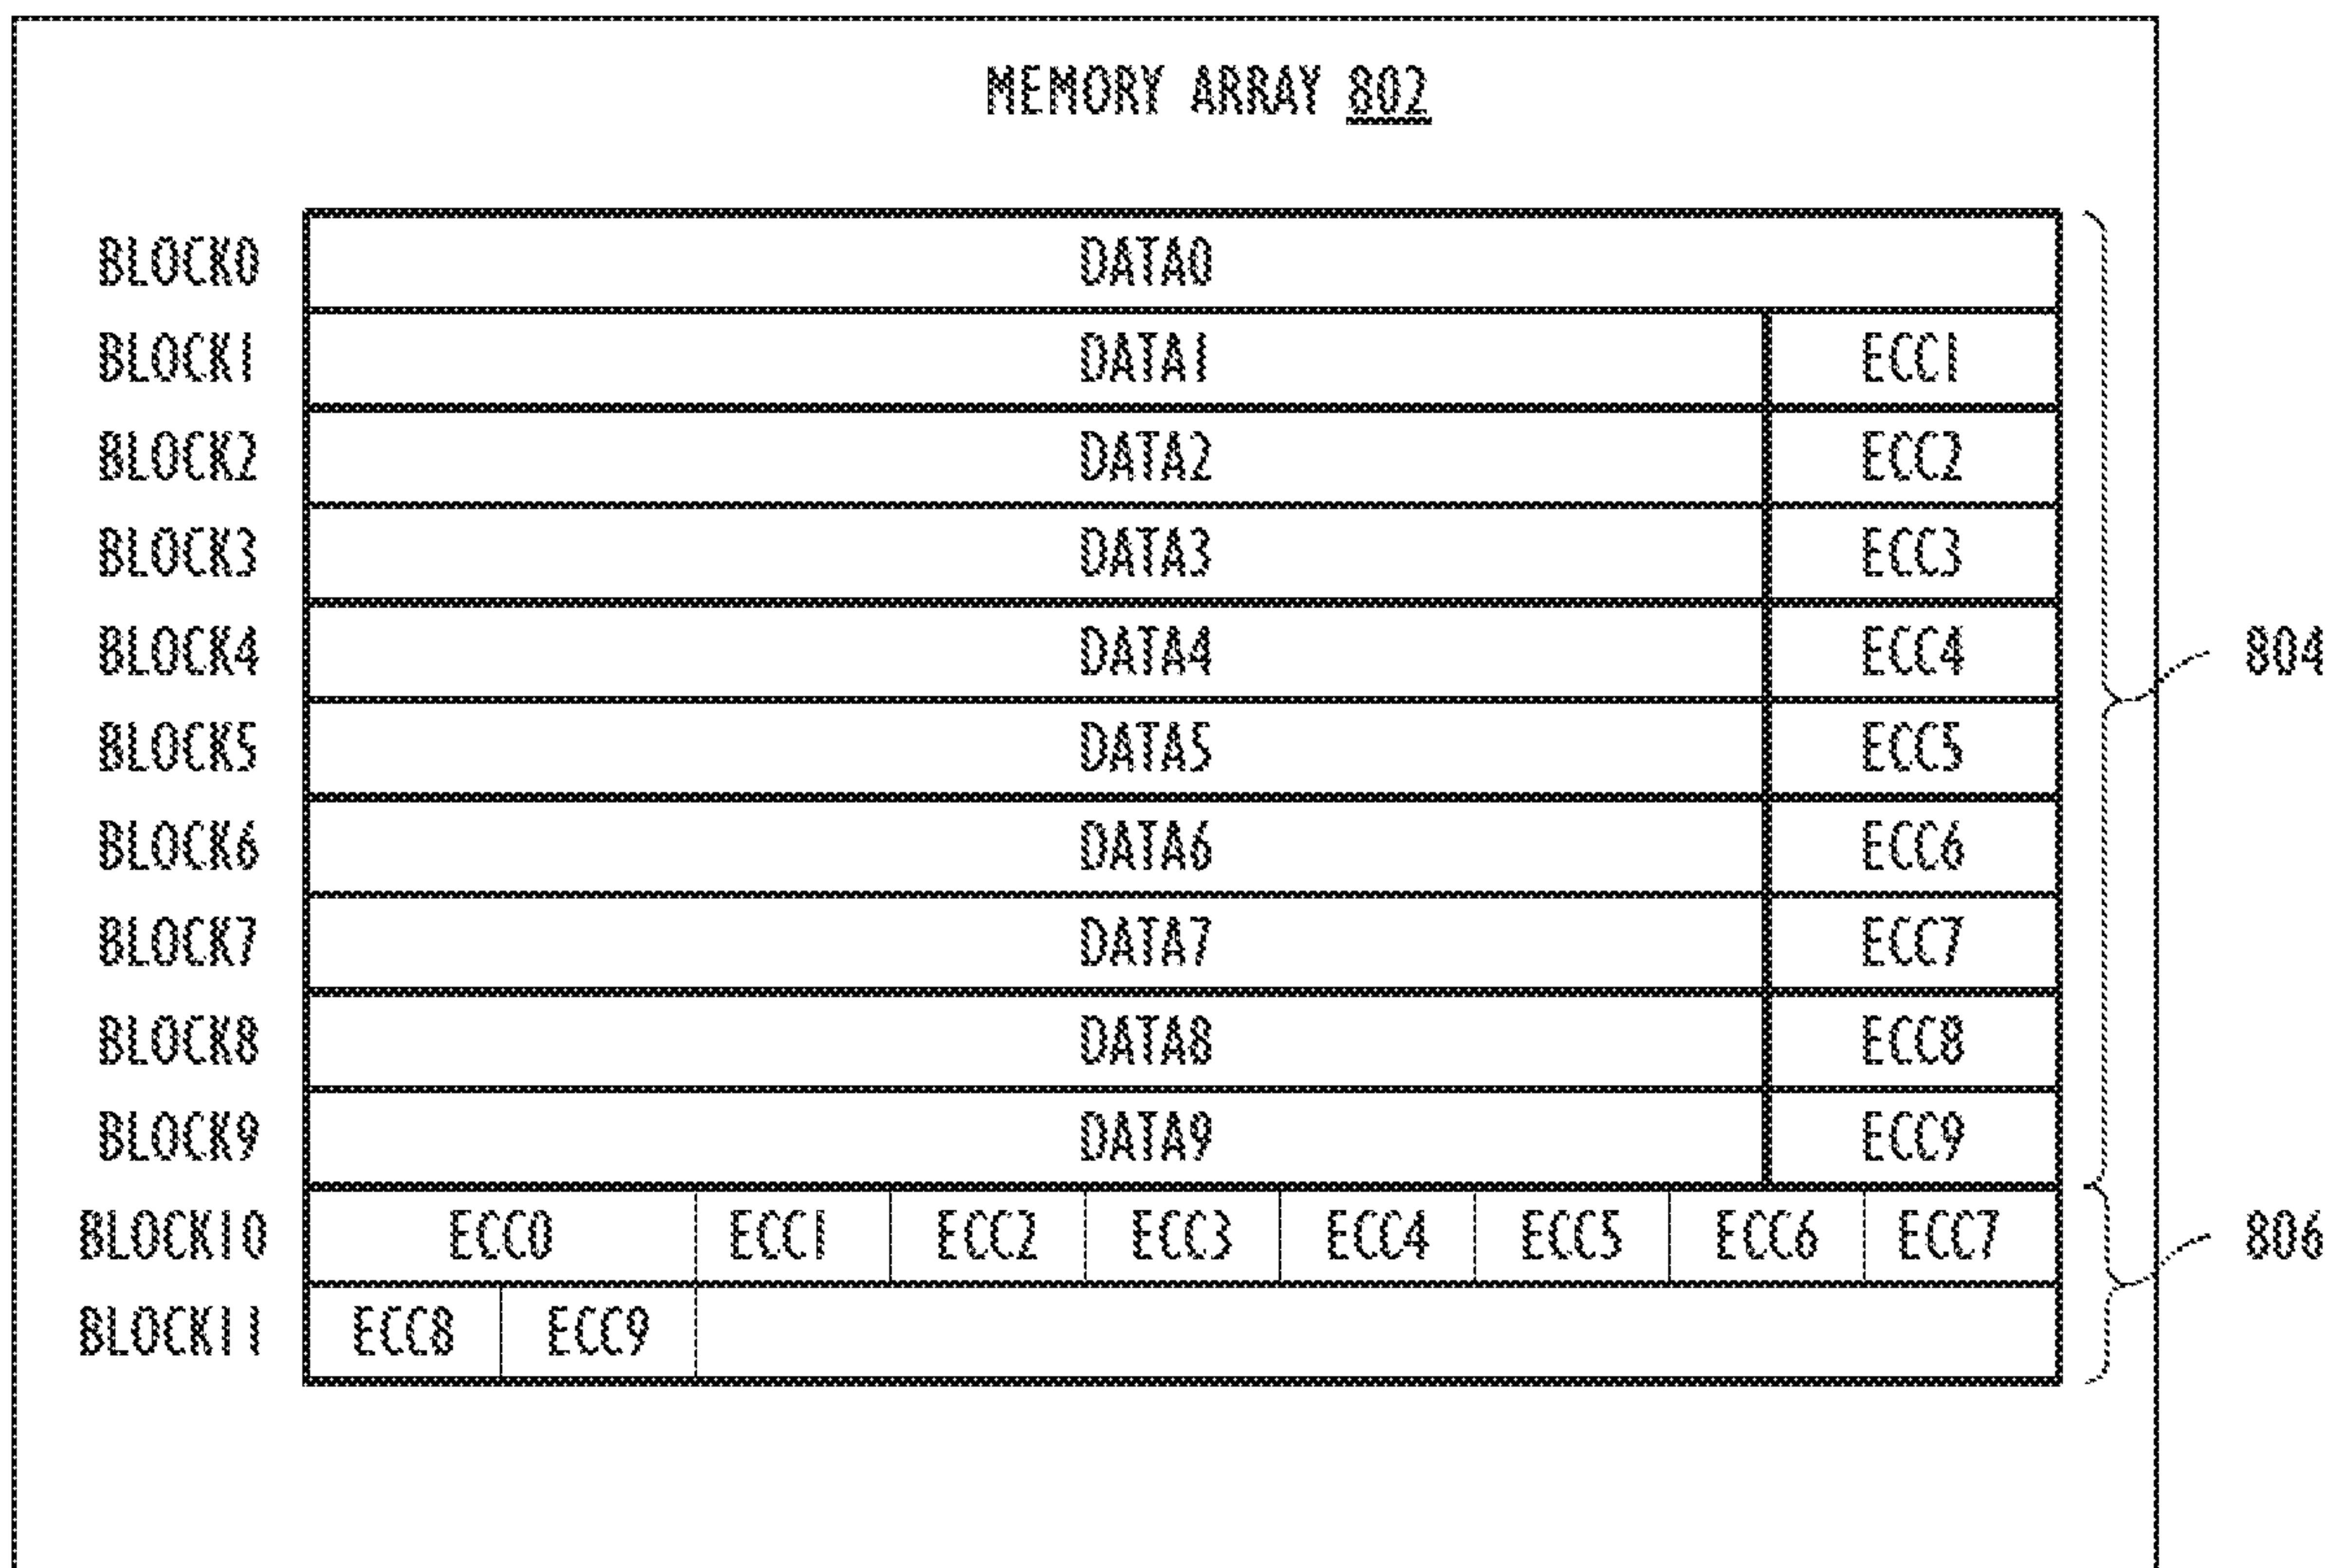 MEMORY ARRAY 802
BLOCK0 DATA0
BLOCK1 DATA1 ECC1
BLOCK2 DATA2 ECC2
BLOCK3 DATA3 ECC3
BLOCK4 DATA4 ECC4 804
BLOCK5 DATA5 ECC5
BLOCK6 DATA6 ECC6
BLOCK7 DATA7 ECC7
BLOCK8 DATA8 ECC8
BLOCK9 DATA9 ECC9
BLOCK10 ECC0 ECC1 ECC2 ECC3 ECC4 ECC5 ECC6 ECC7 806
BLOCK11 ECC8 ECC9